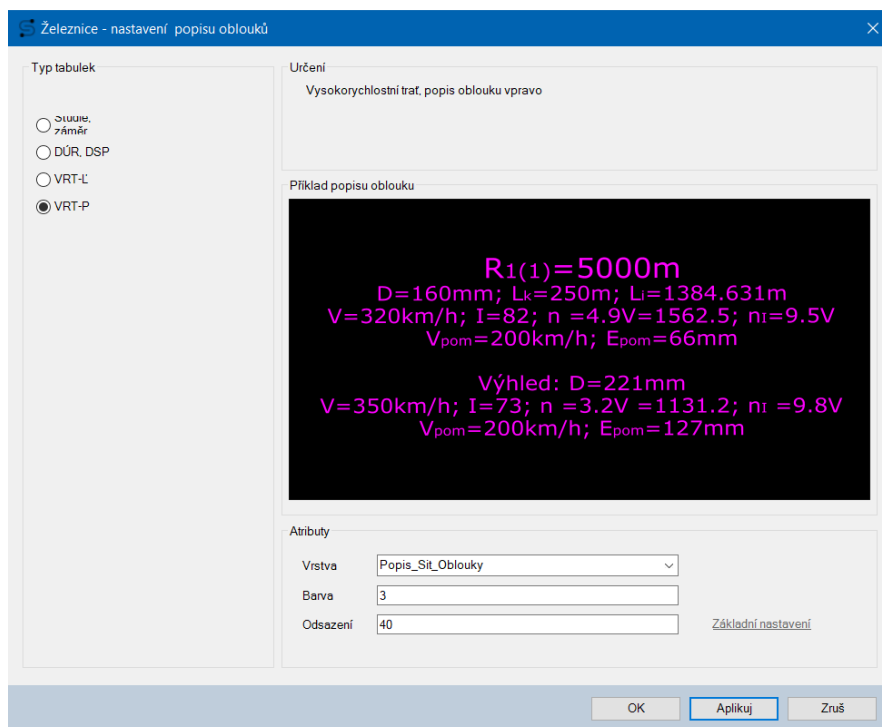 Železnice - nastavení  popisu oblouků
Typ tabulek
Studie,
záměr
DÚR, DSP
VRT-Ľ
VRT-P
Určení
Vysokorychlostní trať, popis oblouku vpravo
Příklad popisu oblouku
R1(1)=5000m
D=160mm; Lk=250m; Li=1384.631m
V=320km/h; I=82; n =4.9V=1562.5; nI=9.5V
Vpom=200km/h; Epom=66mm
Výhled: D=221mm
V=350km/h; I=73; n =3.2V =1131.2; nI =9.8V
Vpom=200km/h; Epom=127mm
Atributy
Vrstva Popis_Sit_Oblouky
Barva 3
Odsazení 40 Základní nastavení
OK Aplikuj Zruš